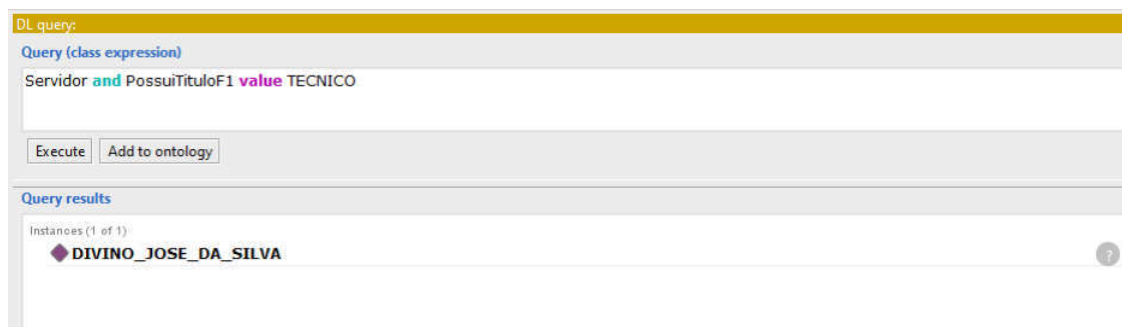 DL query:
Query (class expression)
Servidor and PossuiTituloF1 value TECNICO
Execute Add to ontology
Query results
Instances (1 of 1)
DIVINO_JOSE_DA_SILVA ?